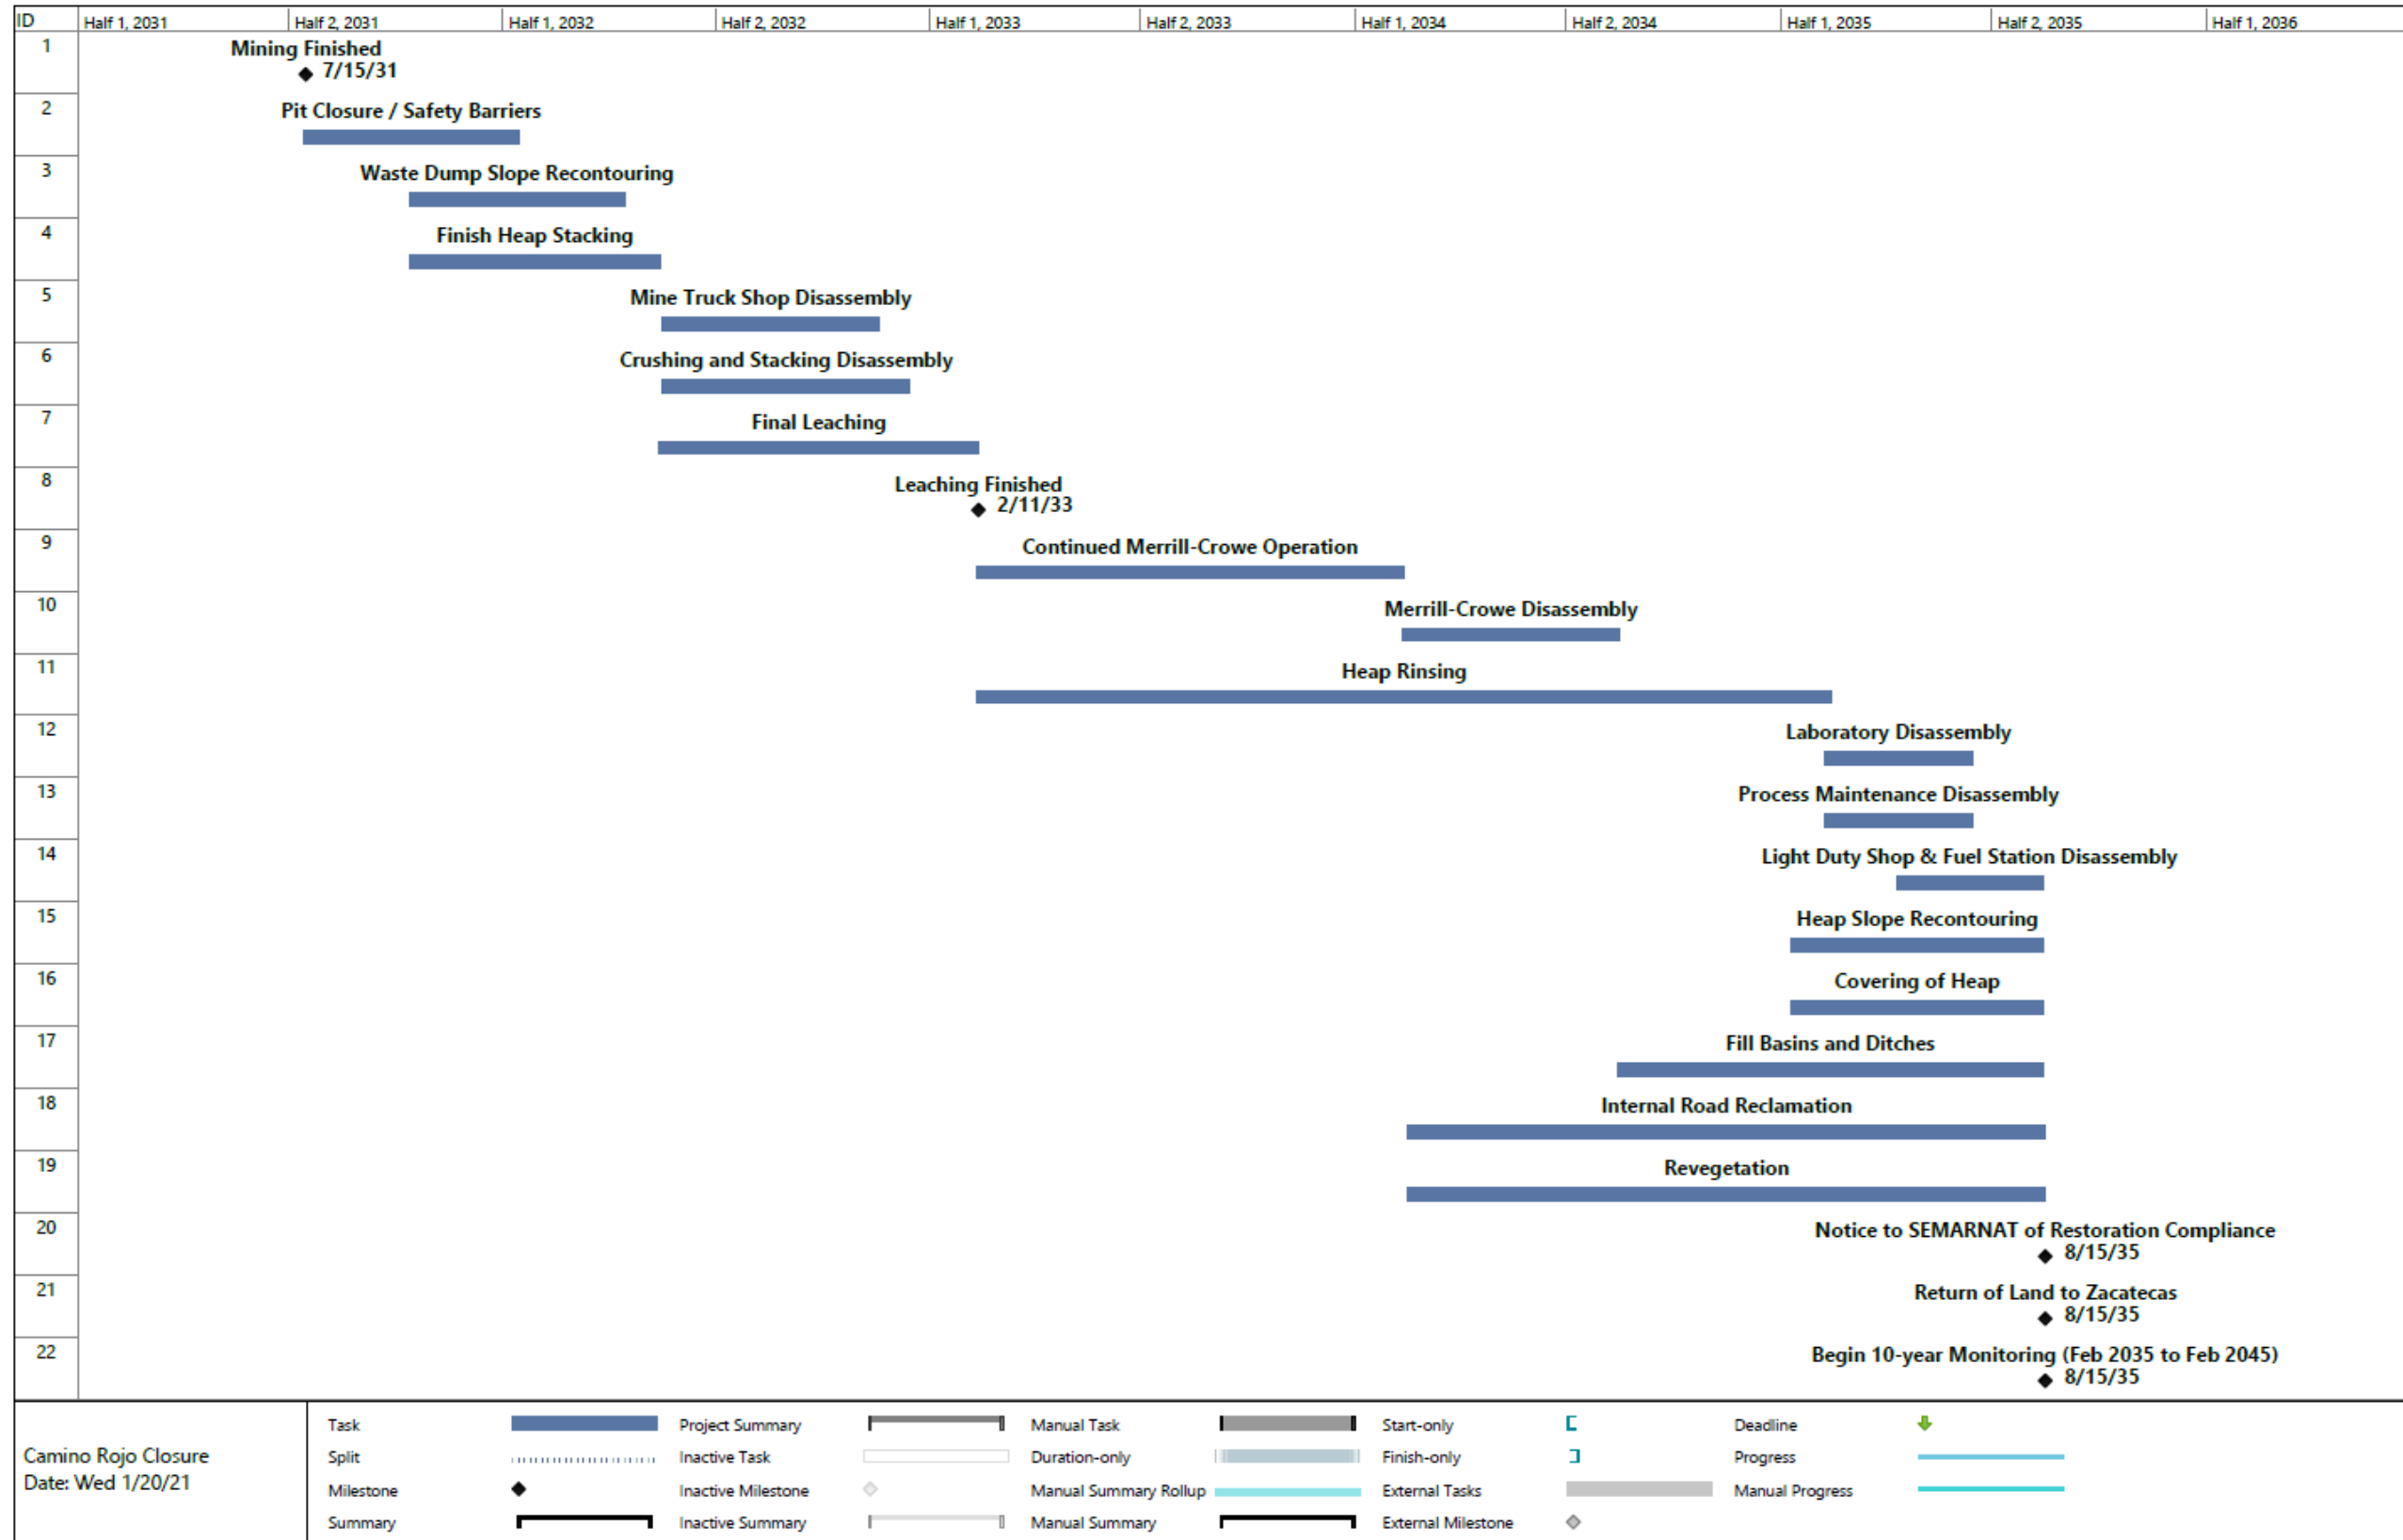 ID Half 1, 2031 Half 2, 2031 Half 1, 2032 Half 2, 2032 Half 1, 2033 Half 2, 2033 Half 1, 2034 Half 2, 2034 Half 1, 2035 Half 2, 2035 Half 1, 2036
1 Mining Finished
7/15/31
2 Pit Closure / Safety Barriers
3 Waste Dump Slope Recontouring
4 Finish Heap Stacking
5 Mine Truck Shop Disassembly
6 Crushing and Stacking Disassembly
7 Final Leaching
8 Leaching Finished
2/11/33
9 Continued Merrill-Crowe Operation
10 Merrill-Crowe Disassembly
11 Heap Rinsing
12 Laboratory Disassembly
13 Process Maintenance Disassembly
14 Light Duty Shop & Fuel Station Disassembly
15 Heap Slope Recontouring
16 Covering of Heap
17 Fill Basins and Ditches
18 Internal Road Reclamation
19 Revegetation
20 Notice to SEMARNAT of Restoration Compliance
8/15/35
21 Return of Land to Zacatecas
8/15/35
22 Begin 10-year Monitoring (Feb 2035 to Feb 2045)
8/15/35
Camino Rojo Closure
Date: Wed 1/20/21
Task Project Summary Manual Task Start-only Deadline
Split Inactive Task Duration-only Finish-only Progress
Milestone Inactive Milestone Manual Summary Rollup External Tasks Manual Progress
Summary Inactive Summary Manual Summary External Milestone